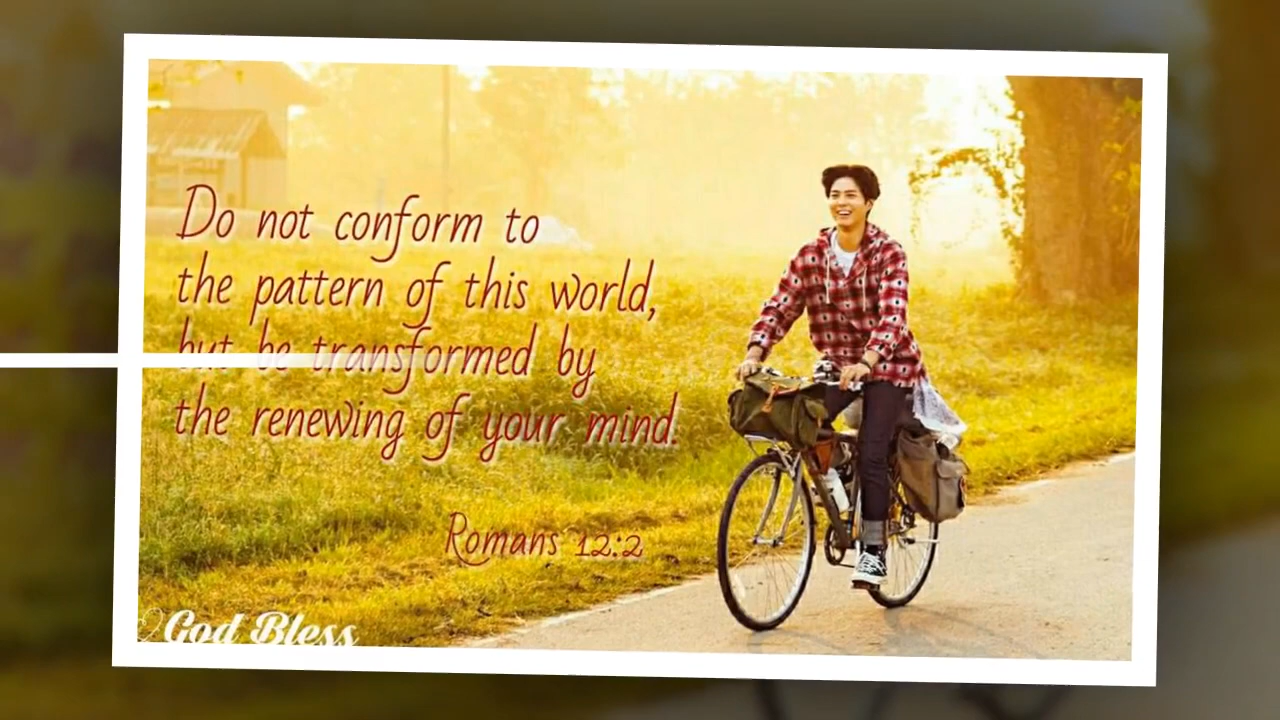 Do not conform to
the pattern of this world,
but be transformed by
the renewing of your mind.
Romans 12:2
God Bless